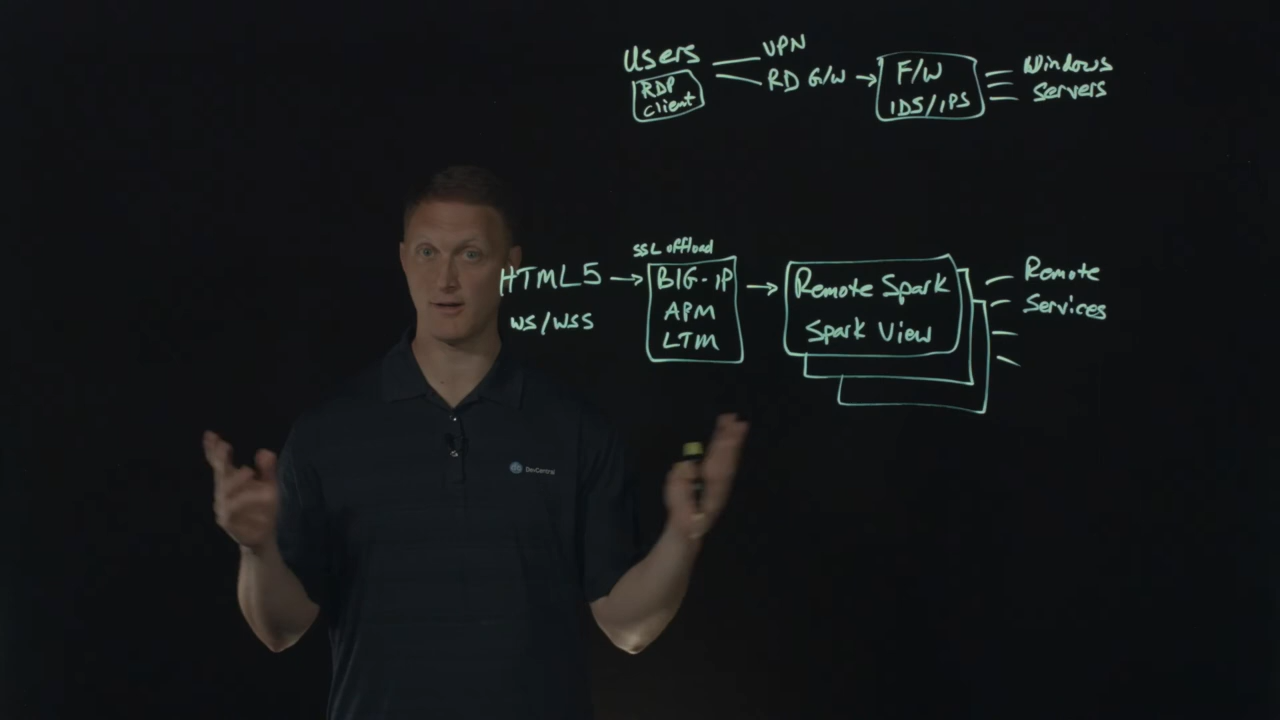 Users
RDP
client
VPN
RD G/W
F/W
IDS/IPS
Windows
Servers
HTML5
WS/WSS
SSL offload
BIG-IP
APM
LTM
Remote Spark
Spark View
Remote
Services
DevCentral